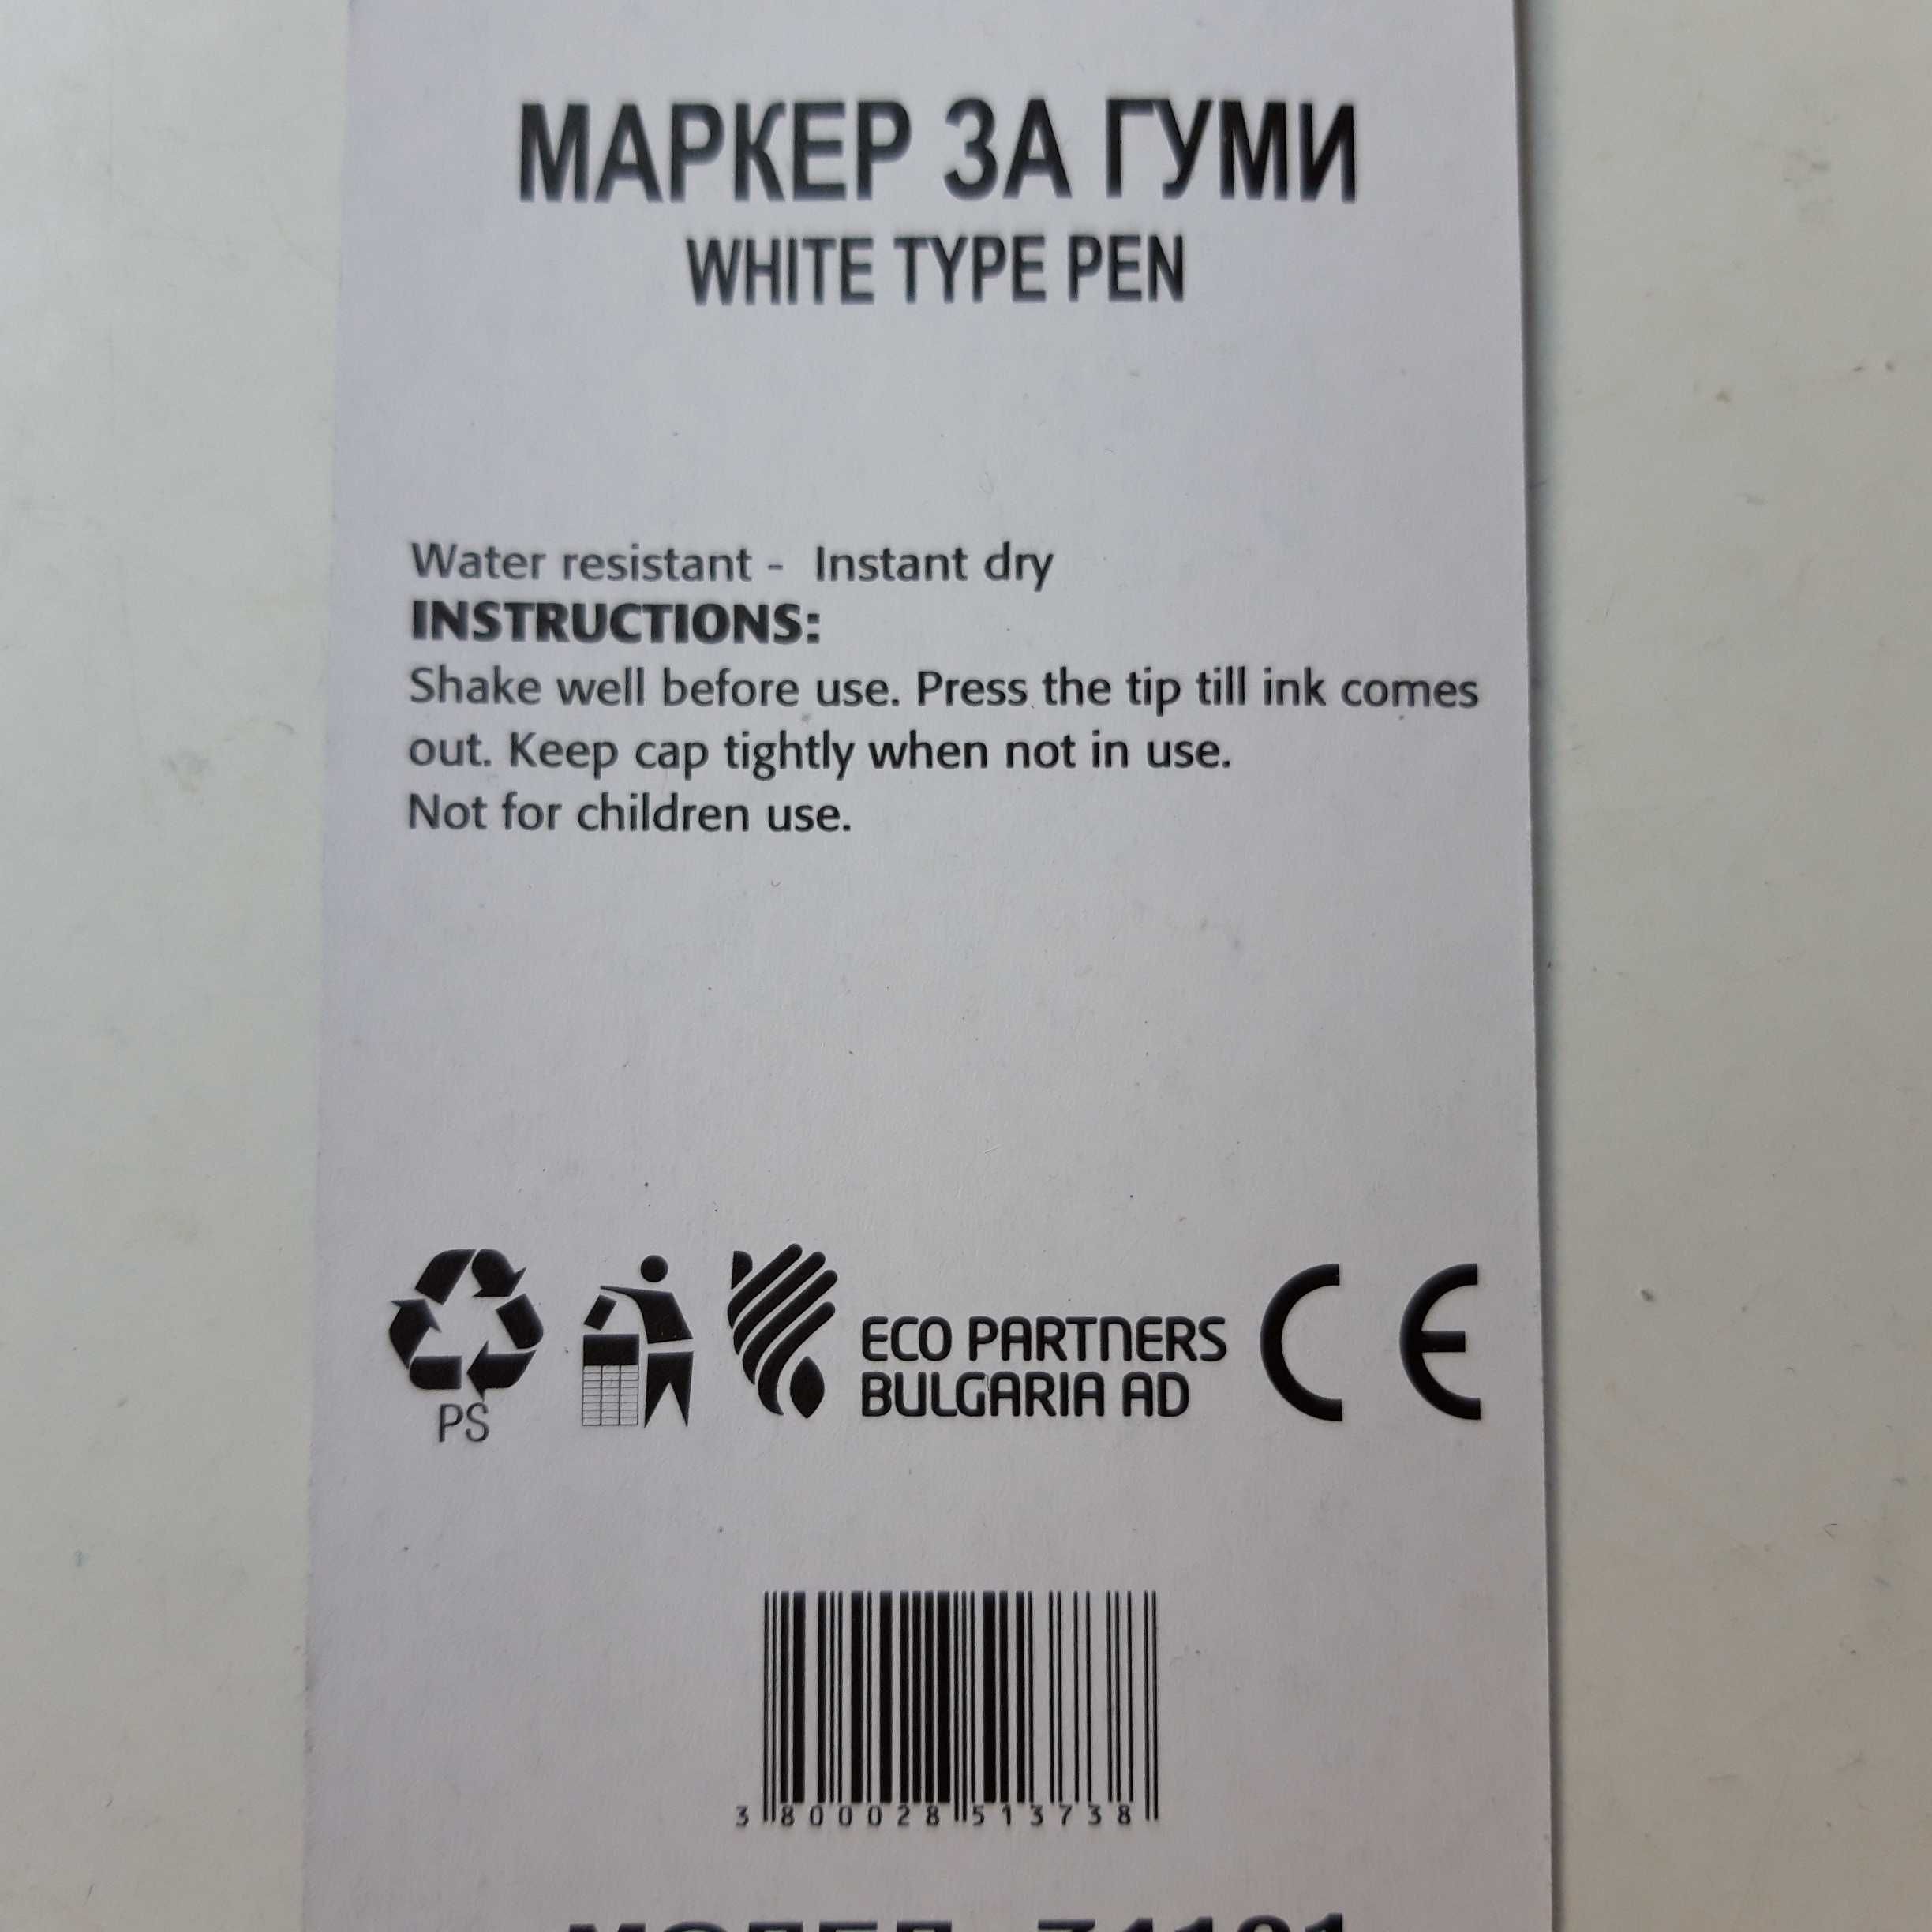 МАРКЕР ЗА ГУМИ
WHITE TYPE PEN
Water resistant -  Instant dry
INSTRUCTIONS:
Shake well before use. Press the tip till ink comes
out. Keep cap tightly when not in use.
Not for children use.
PS
ECO PARTNERS
BULGARIA AD
CE
3 800028 513738